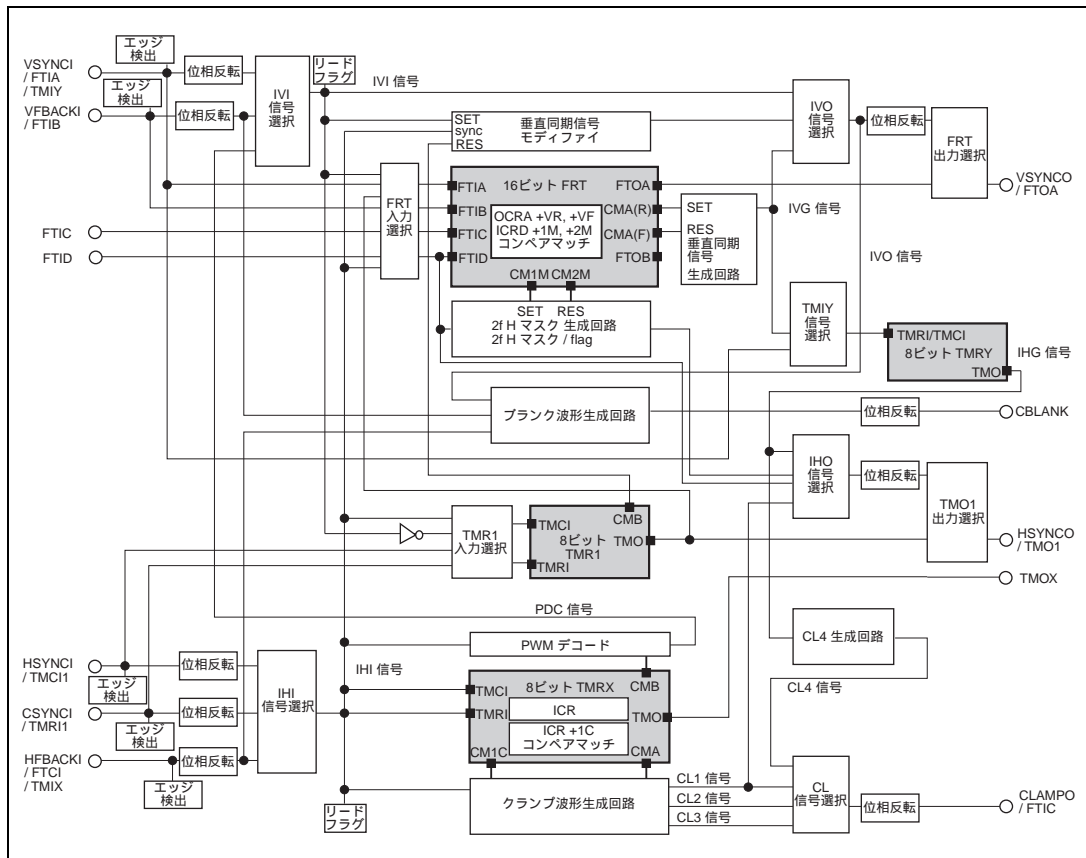 エッジ
検出
VSYNCI
/ FTIA
/ TMIY
位相反転
エッジ
検出
VFBACKI
/ FTIB
位相反転
IVI
信号
選択
リード
フラグ
IVI 信号
SET
sync
RES
垂直同期信号
モディファイ
IVO
信号
選択
位相反転
FRT
出力選択
VSYNCO
/ FTOA
FTIC
FTID
FRT
入力
選択
16ビット FRT
FTIA
FTIB
FTIC
FTID
OCRA +VR, +VF
ICRD +1M, +2M
コンペアマッチ
FTOA
CMA(R)
CMA(F)
FTOB
CM1M CM2M
SET
RES
垂直同期
信号
生成回路
IVG 信号
IVO 信号
SET RES
2f H マスク 生成回路
2f H マスク / flag
TMIY
信号
選択
TMRI/TMCI
8ビット TMRY
TMO
IHG 信号
ブランク波形生成回路
位相反転
CBLANK
IHO
信号
選択
位相反転
TMO1
出力選択
HSYNCO
/ TMO1
TMR1
入力選択
TMCI
TMRI
CMB
8ビット
TMR1
TMO
TMOX
PDC 信号
PWM デコード
CL4 生成回路
CL4 信号
HSYNCI
/ TMCI1
エッジ
検出
位相反転
CSYNCI
/ TMRI1
エッジ
検出
位相反転
HFBACKI
/ FTCI
/ TMIX
エッジ
検出
位相反転
IHI
信号選択
IHI 信号
リード
フラグ
TMCI
TMRI
8ビット TMRX
CMB
TMO
ICR
ICR +1C
コンペアマッチ
CM1C
CMA
クランプ波形生成回路
CL1 信号
CL2 信号
CL3 信号
CL
信号選択
位相反転
CLAMPO
/ FTIC